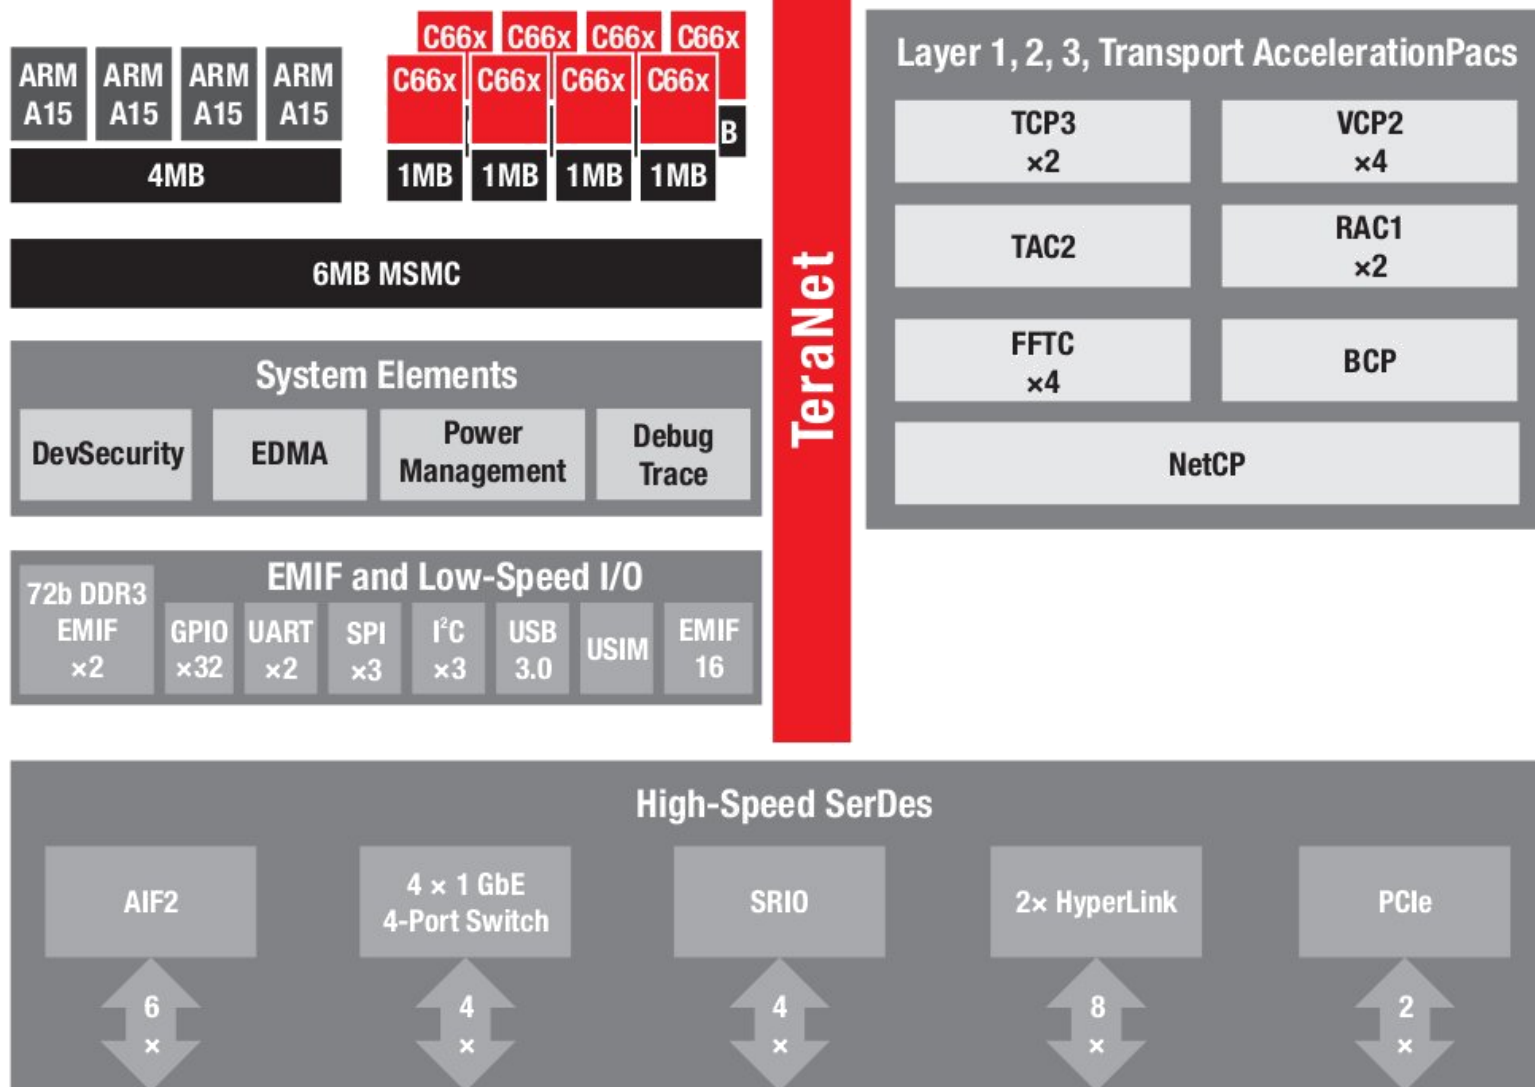 ARM
A15
ARM
A15
ARM
A15
ARM
A15
4MB
C66x
C66x
C66x
C66x
C66x
C66x
C66x
C66x
B
1MB
1MB
1MB
1MB
6MB MSMC
System Elements
DevSecurity
EDMA
Power
Management
Debug
Trace
EMIF and Low-Speed I/O
72b DDR3
EMIF
×2
GPIO
×32
UART
×2
SPI
×3
I²C
×3
USB
3.0
USIM
EMIF
16
TeraNet
Layer 1, 2, 3, Transport AccelerationPacs
TCP3
×2
VCP2
×4
TAC2
RAC1
×2
FFTC
×4
BCP
NetCP
High-Speed SerDes
AIF2
4 × 1 GbE
4-Port Switch
SRIO
2× HyperLink
PCIe
6
×
4
×
4
×
8
×
2
×